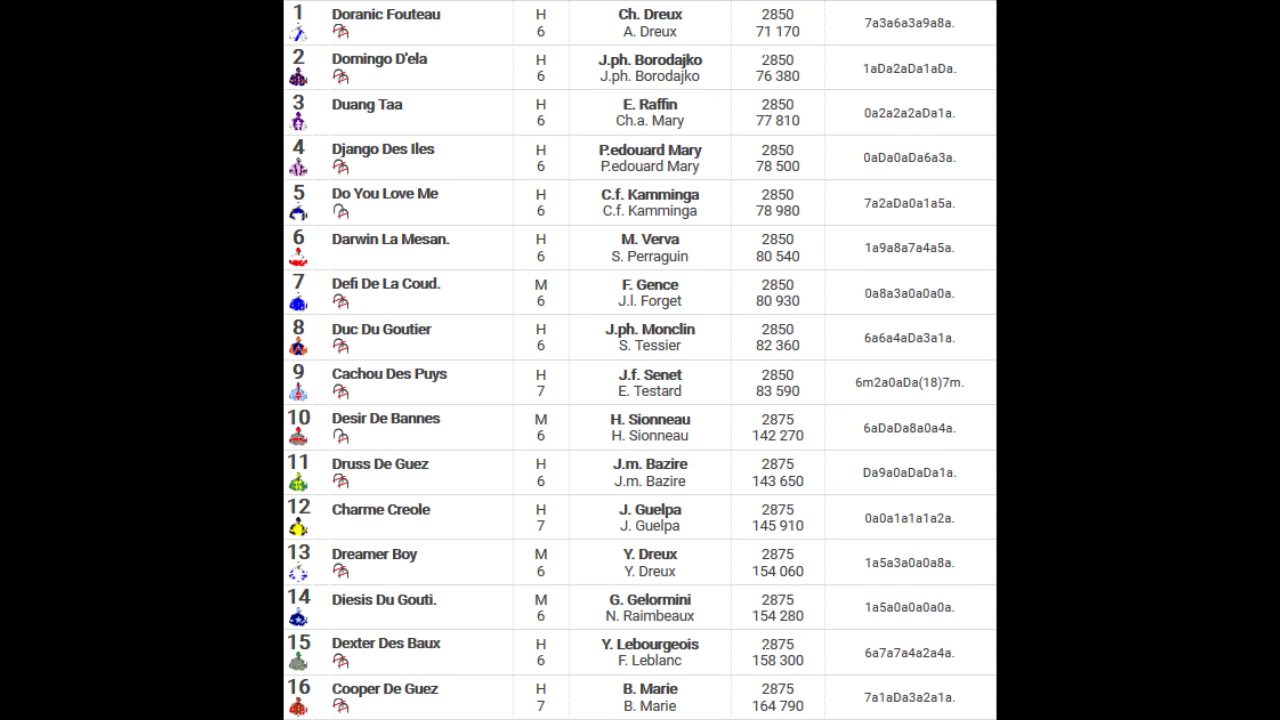 1 Doranic Fouteau H Ch. Dreux 2850 7a3a6a3a9a8a.
6 A. Dreux 71 170
2 Domingo D'ela H J.ph. Borodajko 2850 1aDa2aDa1aDa.
6 J.ph. Borodajko 76 380
3 Duang Taa H E. Raffin 2850 0a2a2a2aDa1a.
6 Ch.a. Mary 77 810
4 Django Des Iles H P.edouard Mary 2850 0aDa0aDa6a3a.
6 P.edouard Mary 78 500
5 Do You Love Me H C.f. Kamminga 2850 7a2aDa0a1a5a.
6 C.f. Kamminga 78 980
6 Darwin La Mesan. H M. Verva 2850 1a9a8a7a4a5a.
6 S. Perraguin 80 540
7 Defi De La Coud. M F. Gence 2850 0a8a3a0a0a0a.
6 J.l. Forget 80 930
8 Duc Du Goutier H J.ph. Monclin 2850 6a6a4aDa3a1a.
6 S. Tessier 82 360
9 Cachou Des Puys H J.f. Senet 2850 6m2a0aDa(18)7m.
7 E. Testard 83 590
10 Desir De Bannes M H. Sionneau 2875 6aDaDa8a0a4a.
6 H. Sionneau 142 270
11 Druss De Guez H J.m. Bazire 2875 Da9a0aDaDa1a.
6 J.m. Bazire 143 650
12 Charme Creole H J. Guelpa 2875 0a0a1a1a1a2a.
7 J. Guelpa 145 910
13 Dreamer Boy M Y. Dreux 2875 1a5a3a0a0a8a.
6 Y. Dreux 154 060
14 Diesis Du Gouti. M G. Gelormini 2875 1a5a0a0a0a0a.
6 N. Raimbeaux 154 280
15 Dexter Des Baux H Y. Lebourgeois 2875 6a7a7a4a2a4a.
6 F. Leblanc 158 300
16 Cooper De Guez H B. Marie 2875 7a1aDa3a2a1a.
7 B. Marie 164 790